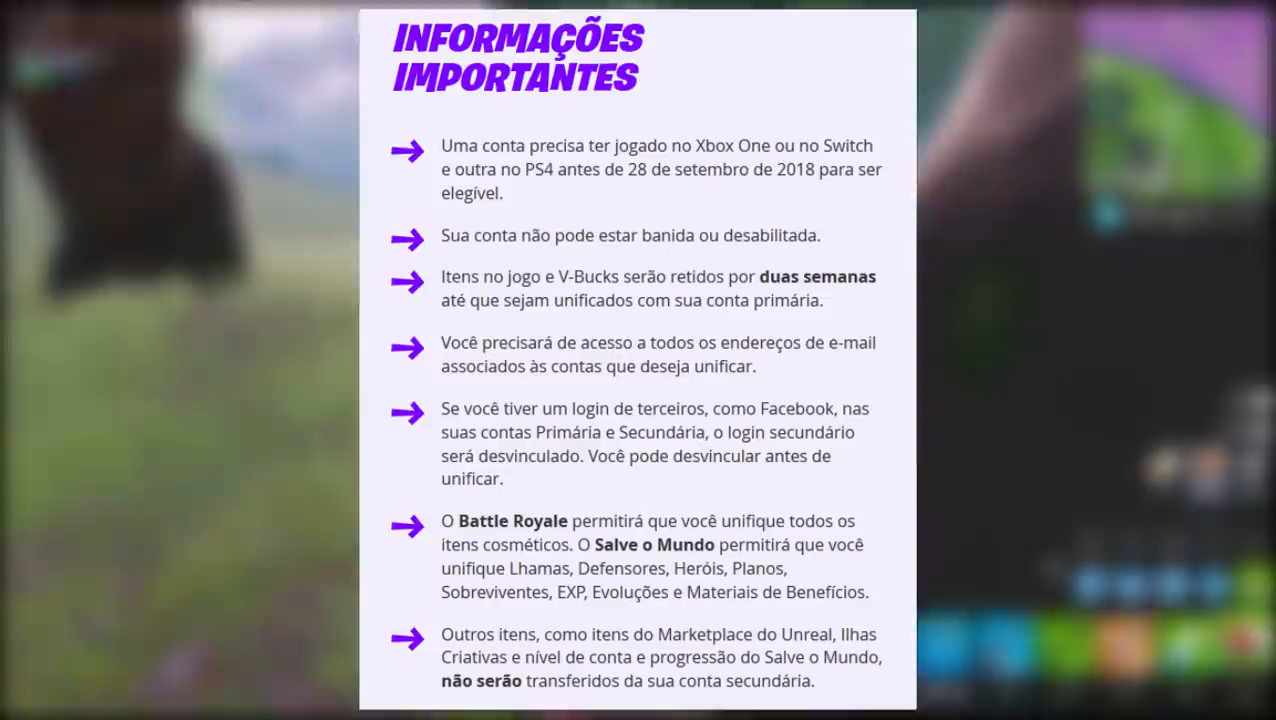 INFORMAÇÕES
IMPORTANTES
Uma conta precisa ter jogado no Xbox One ou no Switch
e outra no PS4 antes de 28 de setembro de 2018 para ser
elegível.
Sua conta não pode estar banida ou desabilitada.
Itens no jogo e V-Bucks serão retidos por duas semanas
até que sejam unificados com sua conta primária.
Você precisará de acesso a todos os endereços de e-mail
associados às contas que deseja unificar.
Se você tiver um login de terceiros, como Facebook, nas
suas contas Primária e Secundária, o login secundário
será desvinculado. Você pode desvincular antes de
unificar.
O Battle Royale permitirá que você unifique todos os
itens cosméticos. O Salve o Mundo permitirá que você
unifique Lhamas, Defensores, Heróis, Planos,
Sobreviventes, EXP, Evoluções e Materiais de Benefícios.
Outros itens, como itens do Marketplace do Unreal, Ilhas
Criativas e nível de conta e progressão do Salve o Mundo,
não serão transferidos da sua conta secundária.